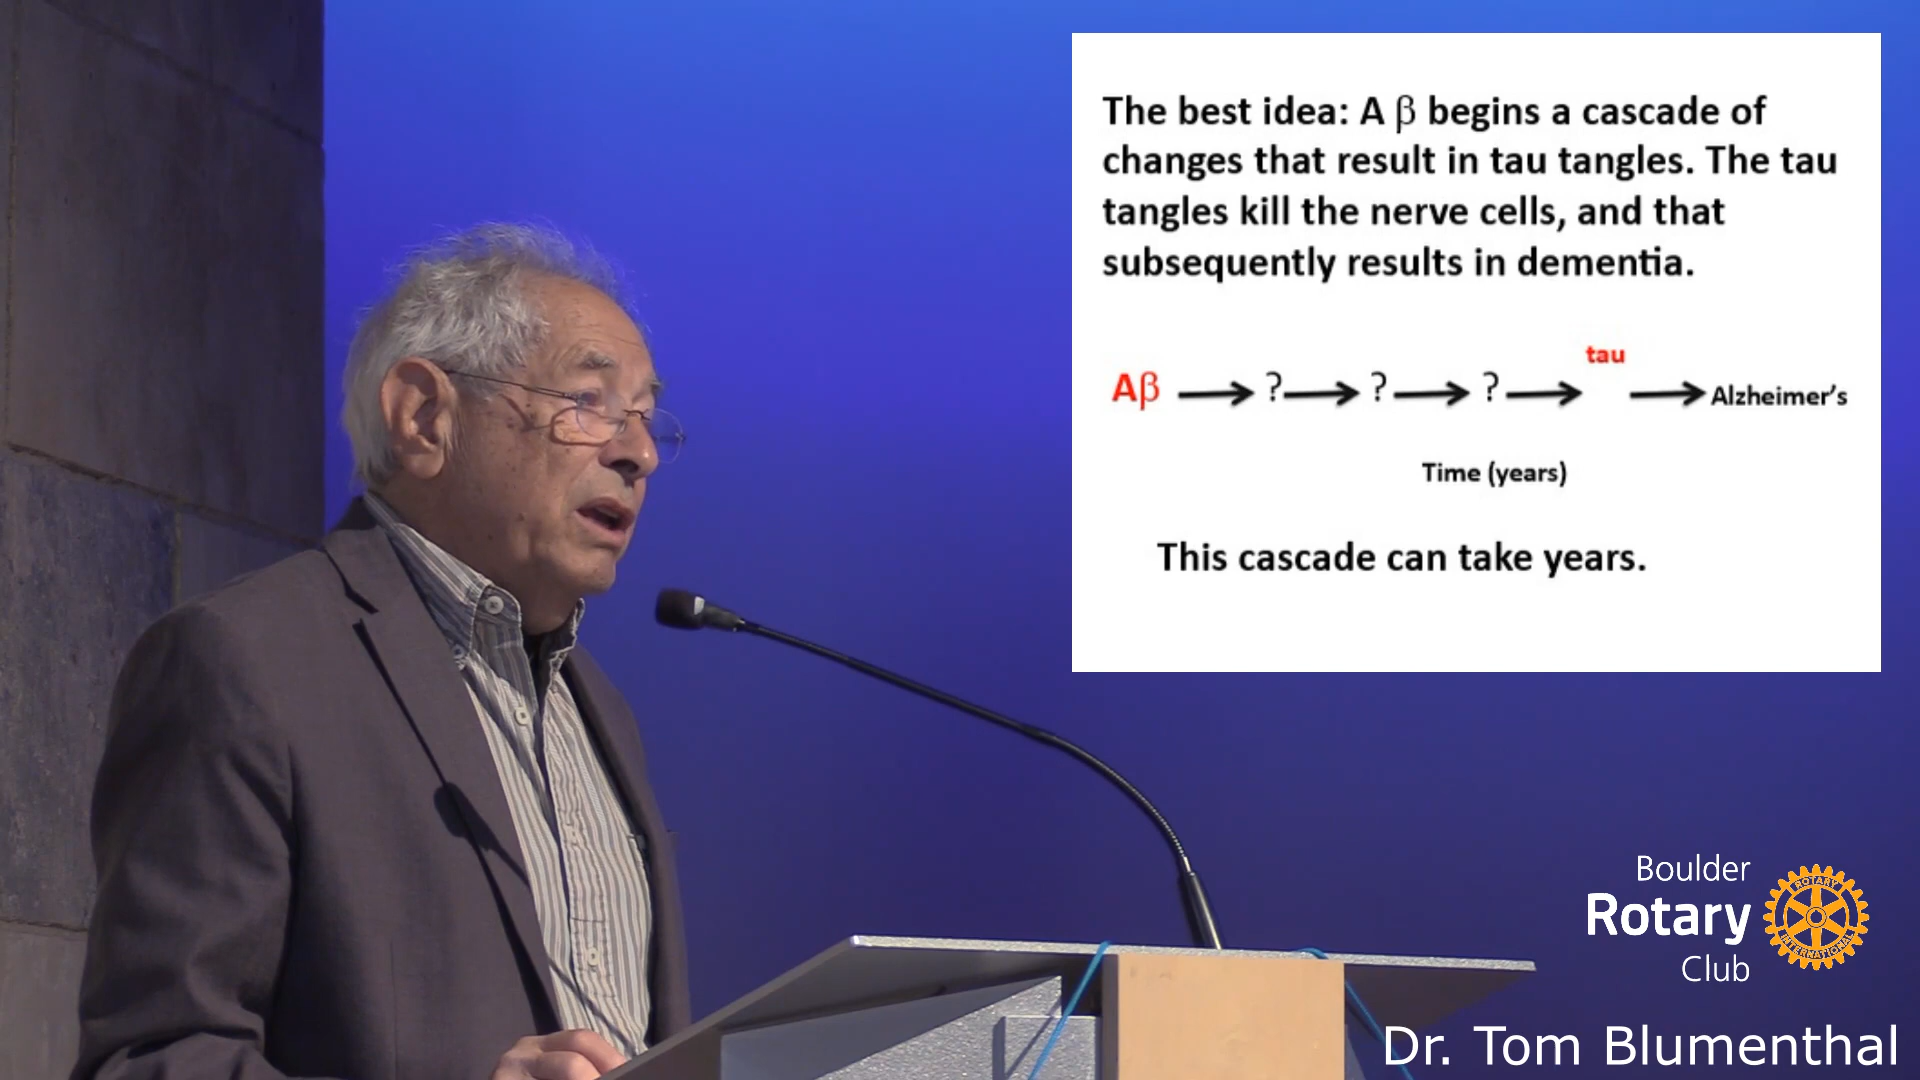 The best idea: A β begins a cascade of
changes that result in tau tangles. The tau
tangles kill the nerve cells, and that
subsequently results in dementia.
tau
Aβ ? ? ? Alzheimer's
Time (years)
This cascade can take years.
Boulder
Rotary
Club
ROTARY
INTERNATIONAL
Dr. Tom Blumenthal